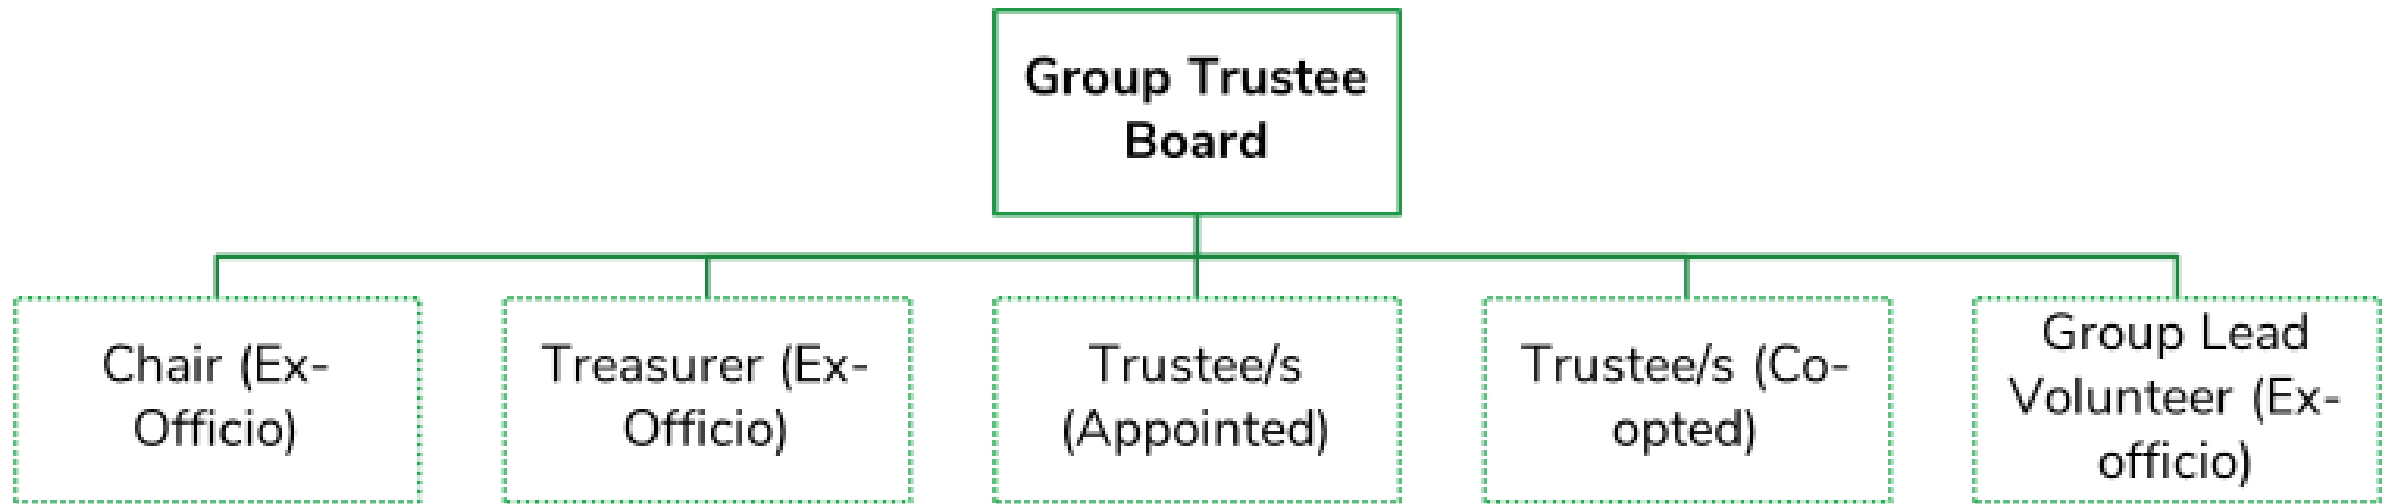 Group Trustee
Board
Chair (Ex-
Officio)
Treasurer (Ex-
Officio)
Trustee/s
(Appointed)
Trustee/s (Co-
opted)
Group Lead
Volunteer (Ex-
officio)